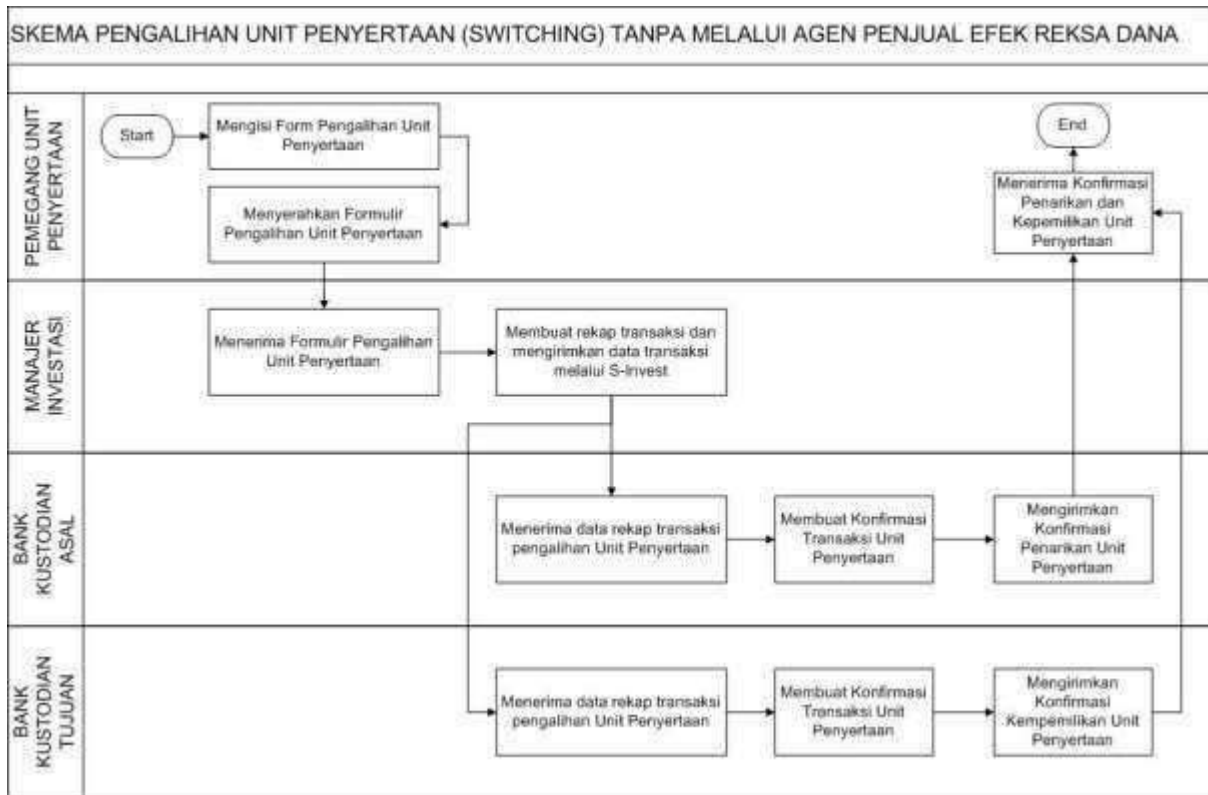 SKEMA PENGALIHAN UNIT PENYERTAAN (SWITCHING) TANPA MELALUI AGEN PENJUAL EFEK REKSA DANA
PEMEGANG UNIT
PENYERTAAN
Start
Mengisi Form Pengalihan Unit
Penyertaan
Menyerahkan Formulir
Pengalihan Unit Penyertaan
End
Menerima Konfirmasi
Penarikan dan
Kepemilikan Unit
Penyertaan
MANAJER
INVESTASI
Menerima Formulir Pengalihan
Unit Penyertaan
Membuat rekap transaksi dan
mengirimkan data transaksi
melalui S-Invest
BANK
KUSTODIAN
ASAL
Menerima data rekap transaksi
pengalihan Unit Penyertaan
Membuat Konfirmasi
Transaksi Unit
Penyertaan
Mengirimkan
Konfirmasi
Penarikan Unit
Penyertaan
BANK
KUSTODIAN
TUJUAN
Menerima data rekap transaksi
pengalihan Unit Penyertaan
Membuat Konfirmasi
Transaksi Unit
Penyertaan
Mengirimkan
Konfirmasi
Kempemilikan Unit
Penyertaan